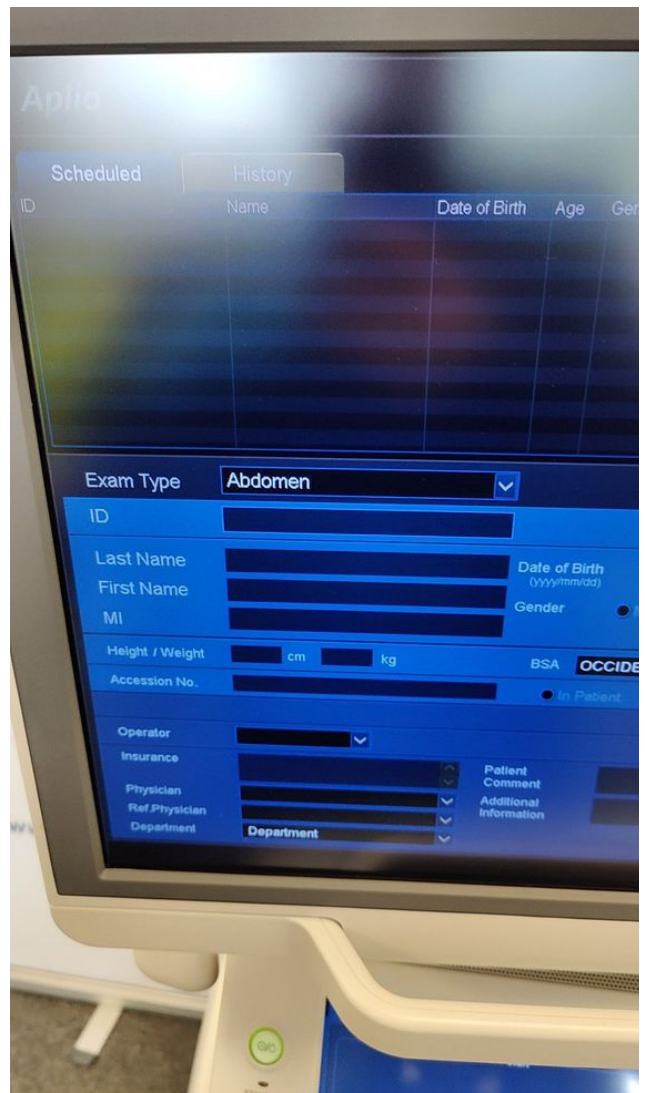 Aplio
Scheduled History
ID Name Date of Birth Age Gen
Exam Type Abdomen
ID
Last Name Date of Birth
(yyyy/mm/dd)
First Name
Gender
MI
Height / Weight cm kg BSA OCCIDE
Accession No. In Patient
Operator
Insurance Patient
Comment
Physician Additional
Information
Ref.Physician
Department Department